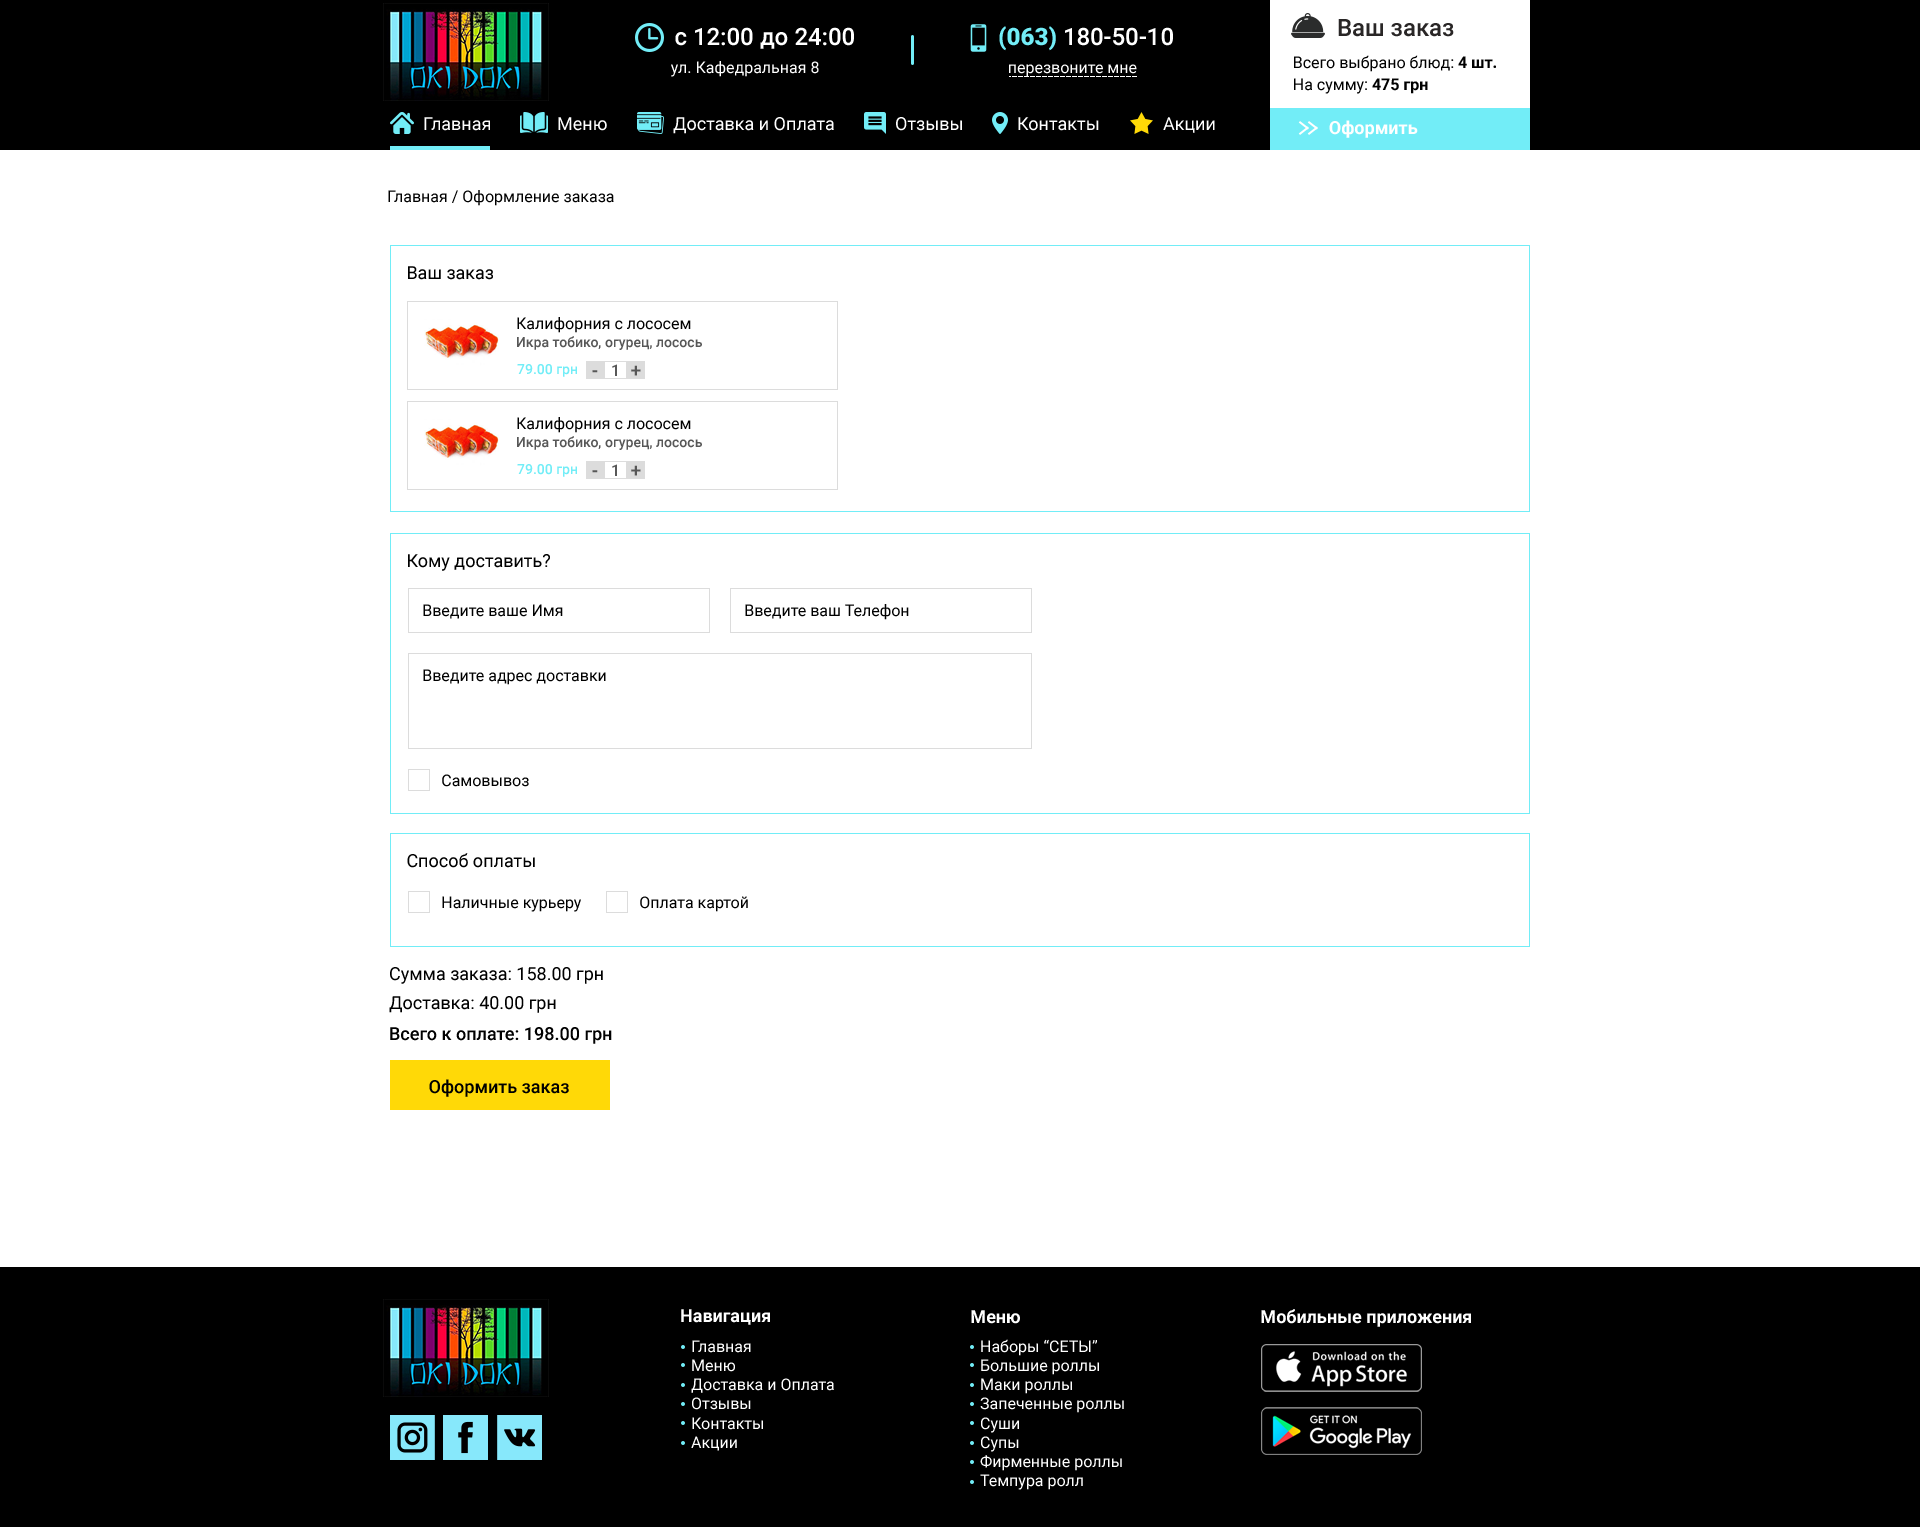 OKI DOKI
с 12:00 до 24:00
ул. Кафедральная 8
(063) 180-50-10
перезвоните мне
Ваш заказ
Всего выбрано блюд: 4 шт.
На сумму: 475 грн
Оформить
Главная
Меню
Доставка и Оплата
Отзывы
Контакты
Акции
Главная / Оформление заказа
Ваш заказ
Калифорния с лососем
Икра тобико, огурец, лосось
79.00 грн - 1 +
Калифорния с лососем
Икра тобико, огурец, лосось
79.00 грн - 1 +
Кому доставить?
Введите ваше Имя
Введите ваш Телефон
Введите адрес доставки
Самовывоз
Способ оплаты
Наличные курьеру
Оплата картой
Сумма заказа: 158.00 грн
Доставка: 40.00 грн
Всего к оплате: 198.00 грн
Оформить заказ
OKI DOKI
Навигация
• Главная
• Меню
• Доставка и Оплата
• Отзывы
• Контакты
• Акции
Меню
• Наборы “СЕТЫ”
• Большие роллы
• Маки роллы
• Запеченные роллы
• Суши
• Супы
• Фирменные роллы
• Темпура ролл
Мобильные приложения
Download on the
App Store
GET IT ON
Google Play